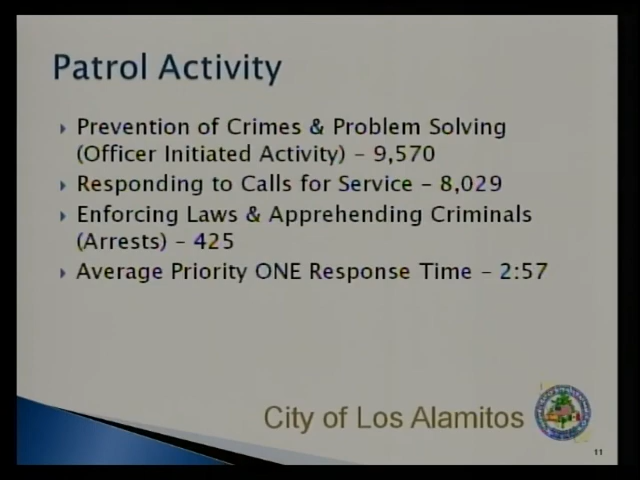 Patrol Activity
Prevention of Crimes & Problem Solving
(Officer Initiated Activity) – 9,570
Responding to Calls for Service – 8,029
Enforcing Laws & Apprehending Criminals
(Arrests) – 425
Average Priority ONE Response Time – 2:57
City of Los Alamitos
11